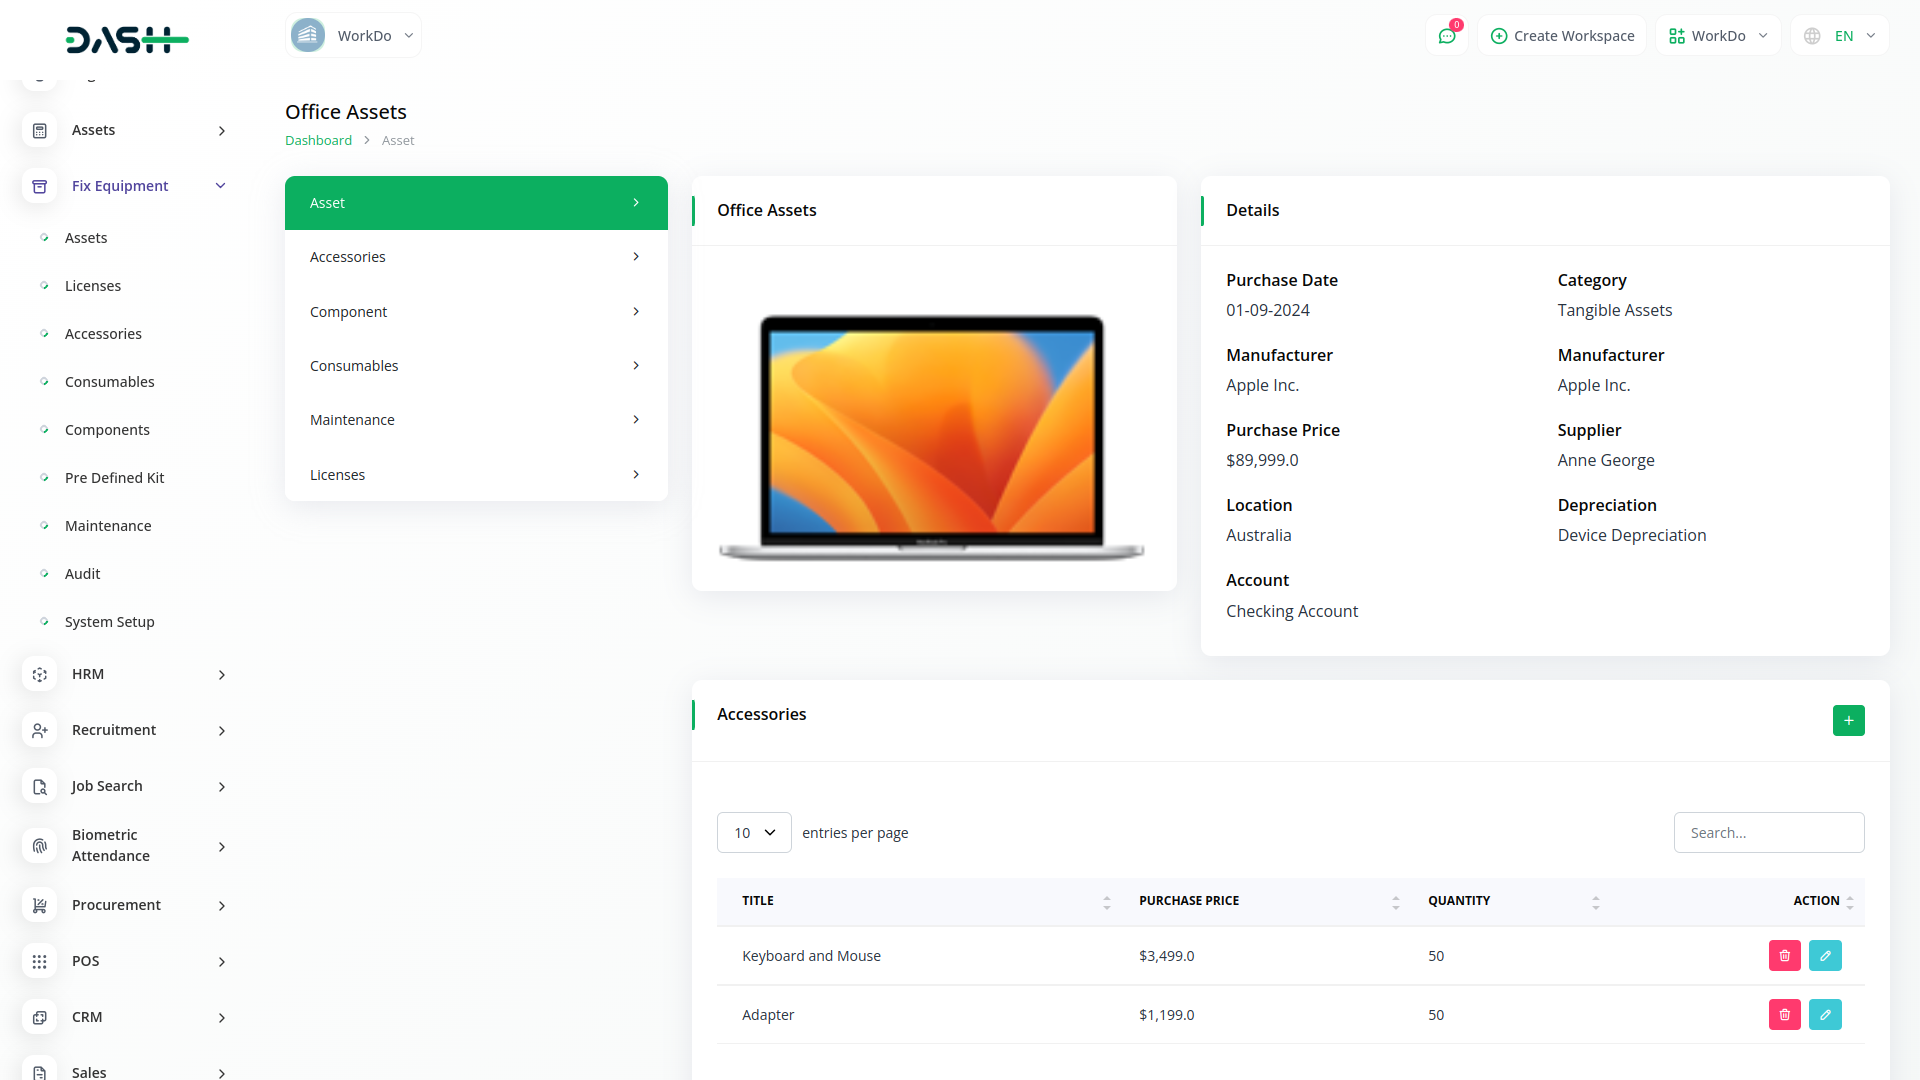 DASH
WorkDo
0
Create Workspace
WorkDo
EN
Assets
Fix Equipment
Assets
Licenses
Accessories
Consumables
Components
Pre Defined Kit
Maintenance
Audit
System Setup
HRM
Recruitment
Job Search
Biometric
Attendance
Procurement
POS
CRM
Sales
Office Assets
Dashboard > Asset
Asset
Accessories
Component
Consumables
Maintenance
Licenses
Office Assets
Details
Purchase Date
01-09-2024
Category
Tangible Assets
Manufacturer
Apple Inc.
Manufacturer
Apple Inc.
Purchase Price
$89,999.0
Supplier
Anne George
Location
Australia
Depreciation
Device Depreciation
Account
Checking Account
Accessories
+
10 entries per page
Search...
TITLE PURCHASE PRICE QUANTITY ACTION
Keyboard and Mouse $3,499.0 50
Adapter $1,199.0 50